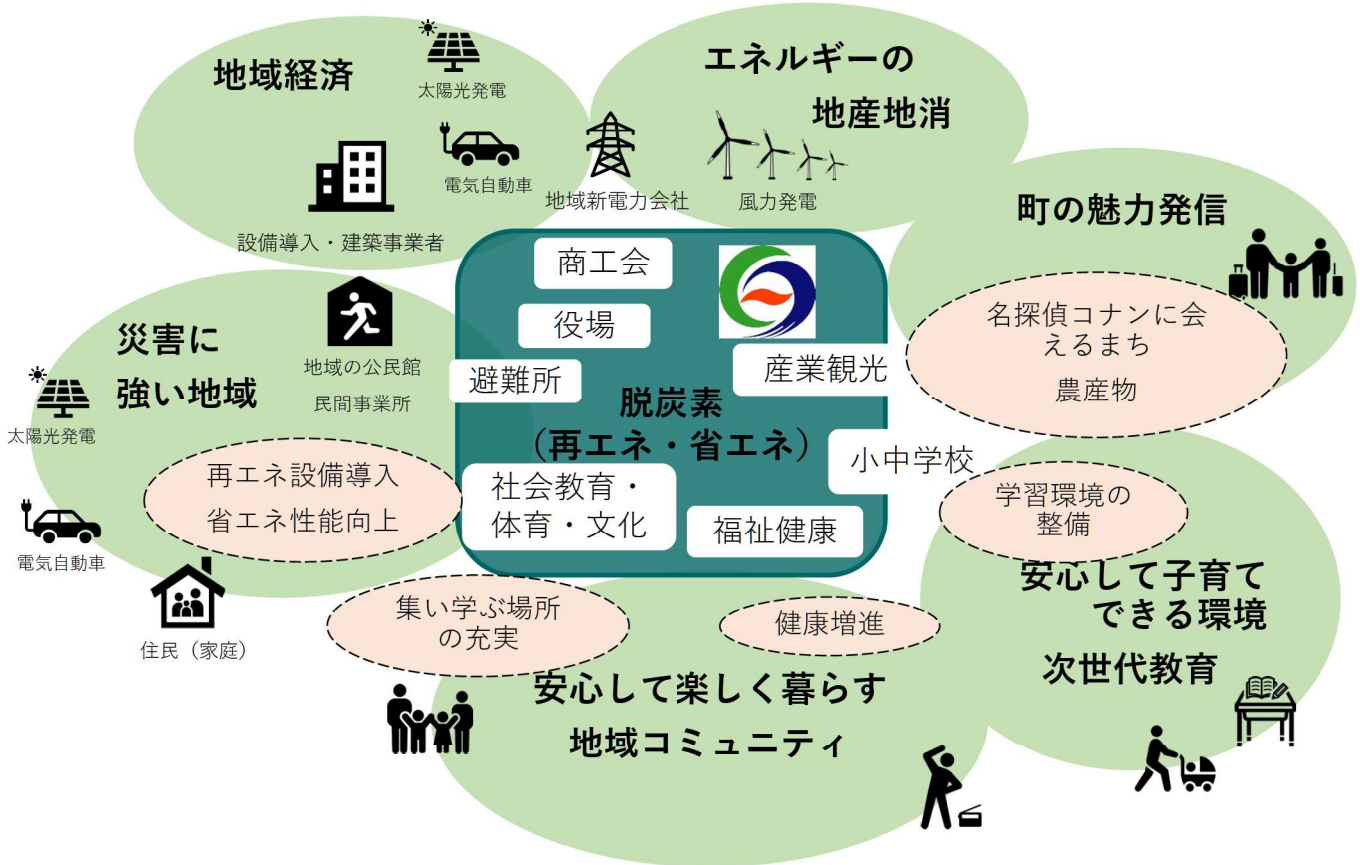 地域経済
太陽光発電
電気自動車
設備導入・建築事業者
エネルギーの
地産地消
地域新電力会社
風力発電
町の魅力発信
名探偵コナンに会
えるまち
農産物
災害に
強い地域
地域の公民館
民間事業所
太陽光発電
再エネ設備導入
省エネ性能向上
電気自動車
住民（家庭）
商工会
役場
避難所
産業観光
脱炭素
（再エネ・省エネ）
小中学校
社会教育・
体育・文化
福祉健康
学習環境の
整備
安心して子育て
できる環境
次世代教育
集い学ぶ場所
の充実
健康増進
安心して楽しく暮らす
地域コミュニティ